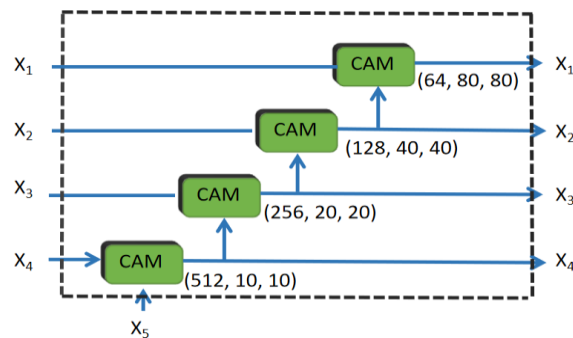 X1 CAM X1
(64, 80, 80)
X2 CAM X2
(128, 40, 40)
X3 CAM X3
(256, 20, 20)
X4 CAM X4
(512, 10, 10)
X5